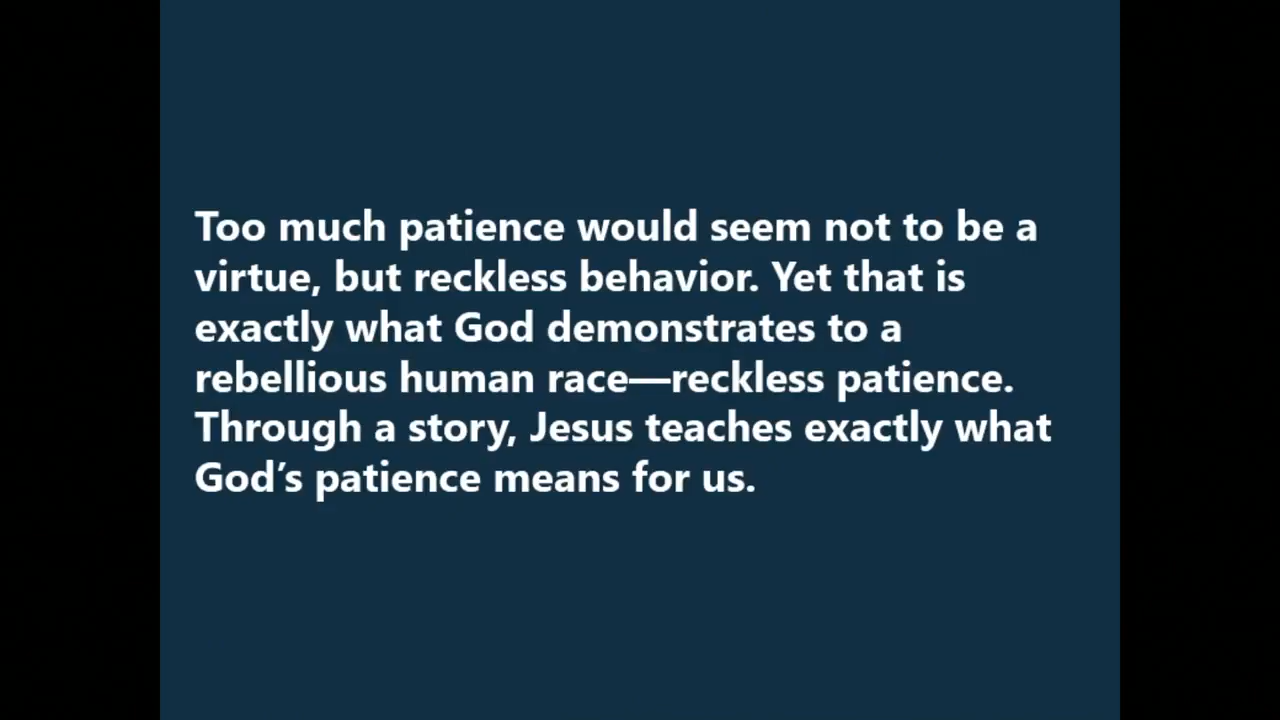 Too much patience would seem not to be a
virtue, but reckless behavior. Yet that is
exactly what God demonstrates to a
rebellious human race—reckless patience.
Through a story, Jesus teaches exactly what
God’s patience means for us.